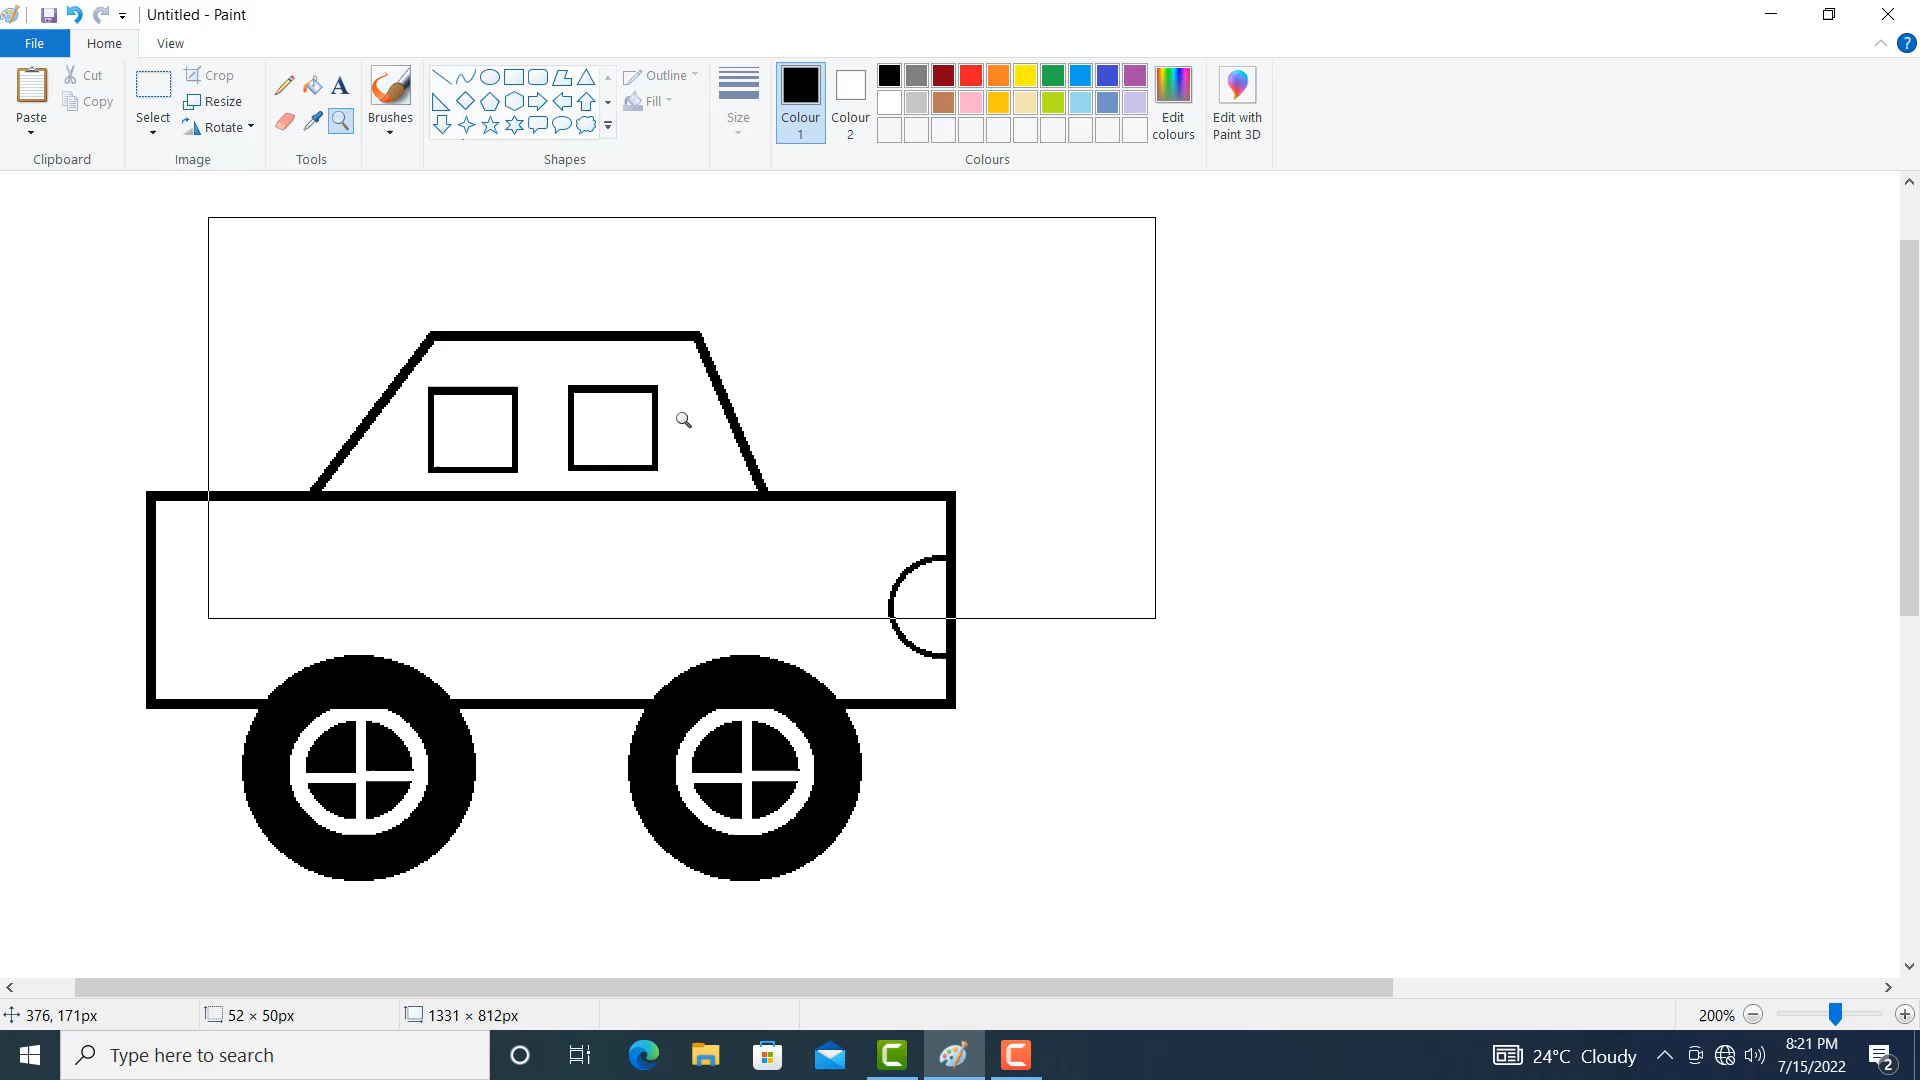 Untitled - Paint
File
Home
View
Paste
Cut
Copy
Clipboard
Select
Crop
Resize
Rotate
Image
A
Tools
Brushes
Outline
Fill
Shapes
Size
Colour 1
Colour 2
Edit colours
Colours
Edit with Paint 3D
376, 171px
52 × 50px
1331 × 812px
200%
Type here to search
24°C Cloudy
8:21 PM
7/15/2022
2